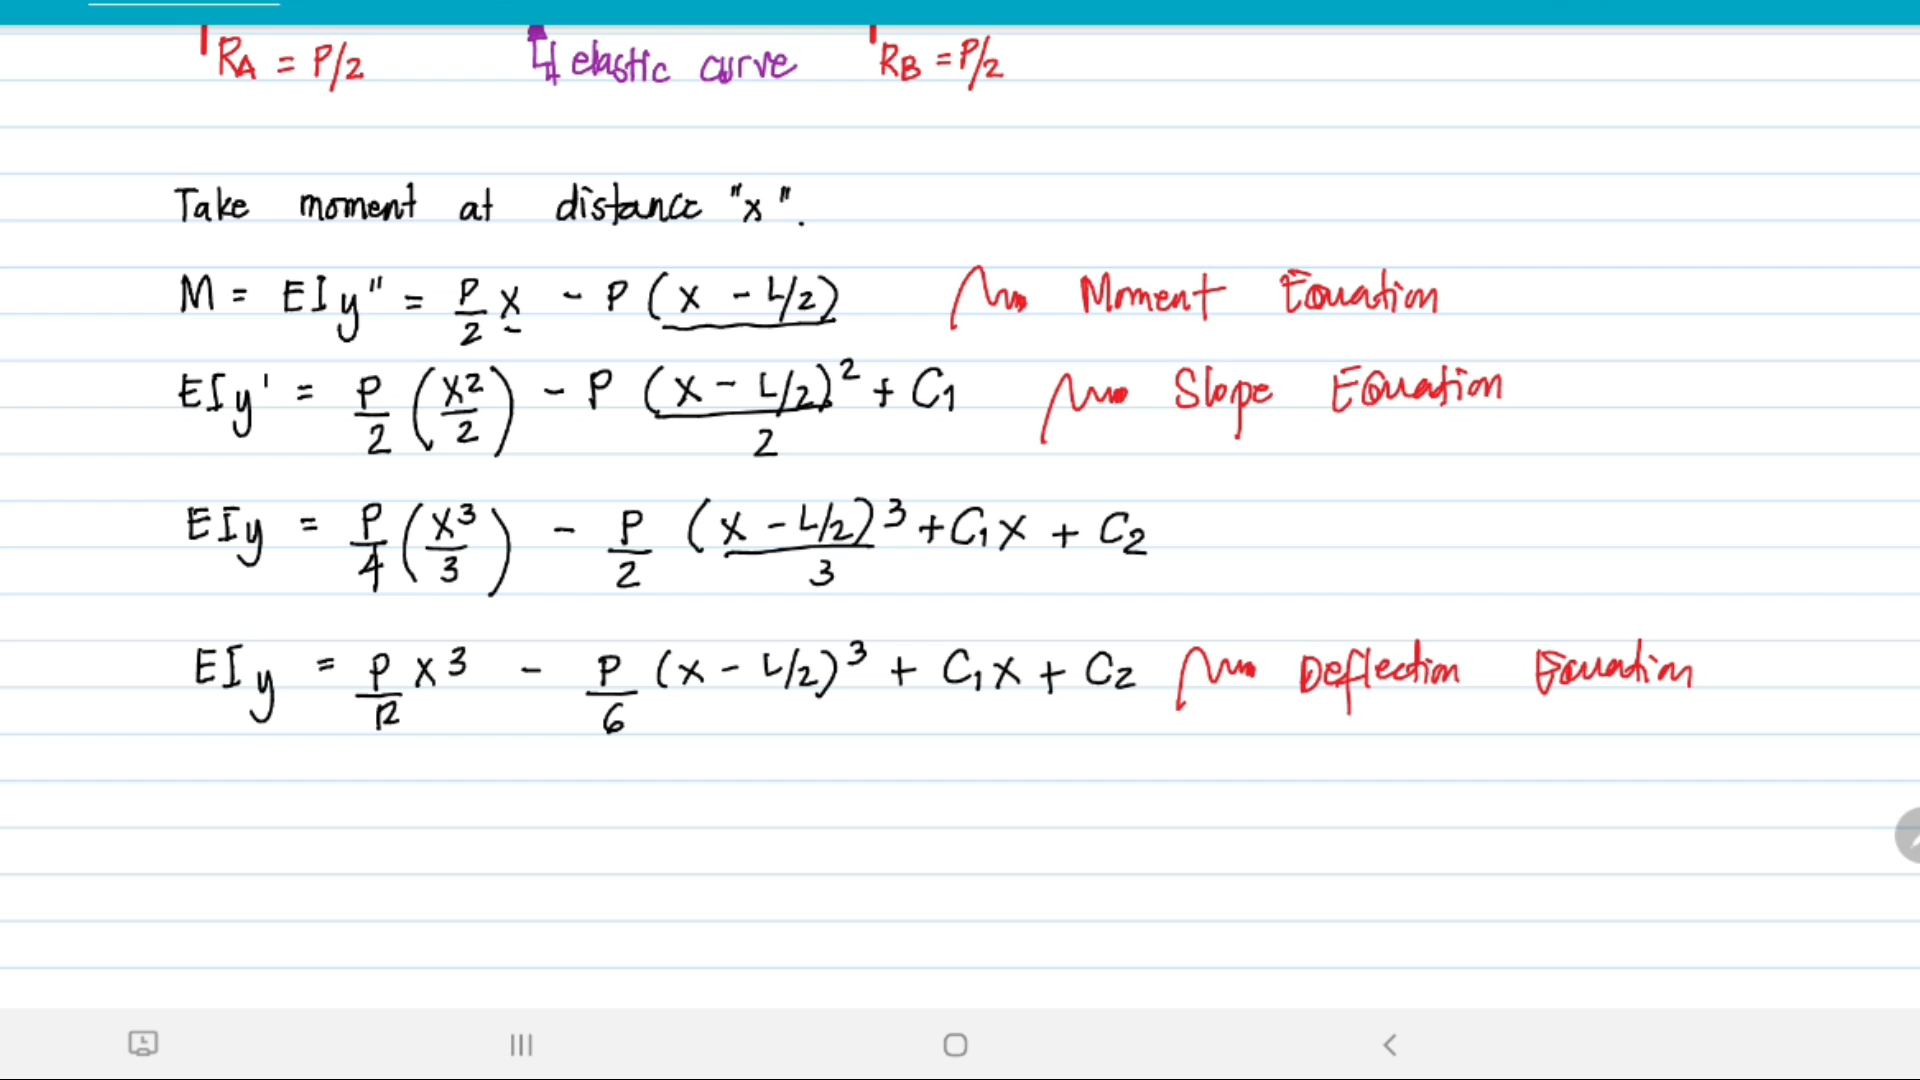 RA = P/2 elastic curve RB = P/2
Take moment at distance "x".
M = EIy" = P/2 x - P (x - L/2) Moment Equation
EIy' = P/2 (x²/2) - P (x - L/2)²/2 + C₁ Slope Equation
EIy = P/4 (x³/3) - P/2 (x - L/2)³/3 + C₁x + C₂
EIy = P/12 x³ - P/6 (x - L/2)³ + C₁x + C₂ Deflection Equation